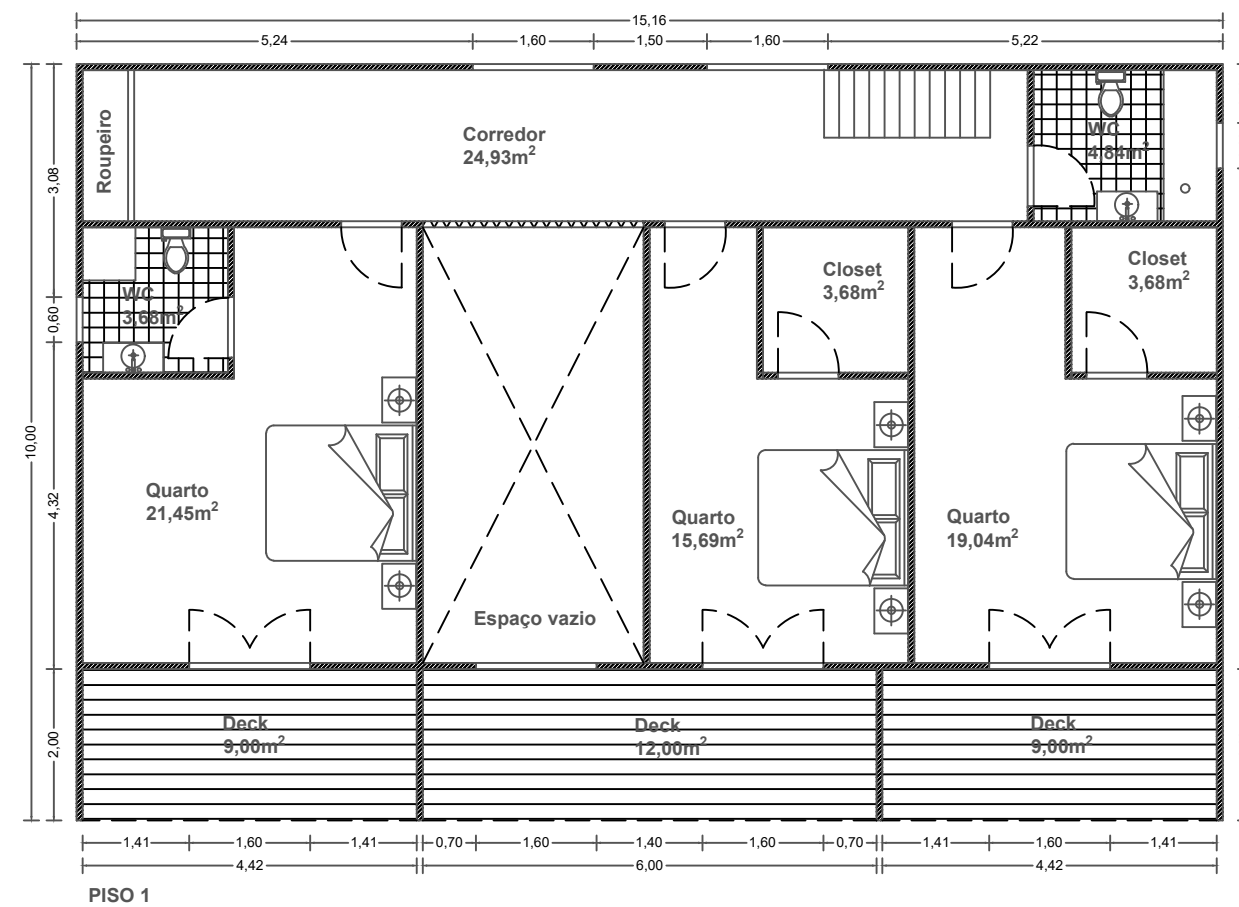 15,16
5,24 1,60 1,50 1,60 5,22
Roupeiro
Corredor
24,93m²
WC
4,84m²
3,08
WC
3,68m²
Closet
3,68m²
Closet
3,68m²
0,60
10,00
4,32
Quarto
21,45m²
Quarto
15,69m²
Quarto
19,04m²
Espaço vazio
2,00
Deck
9,00m²
Deck
12,00m²
Deck
9,00m²
1,41 1,60 1,41 0,70 1,60 1,40 1,60 0,70 1,41 1,60 1,41
4,42 6,00 4,42
PISO 1